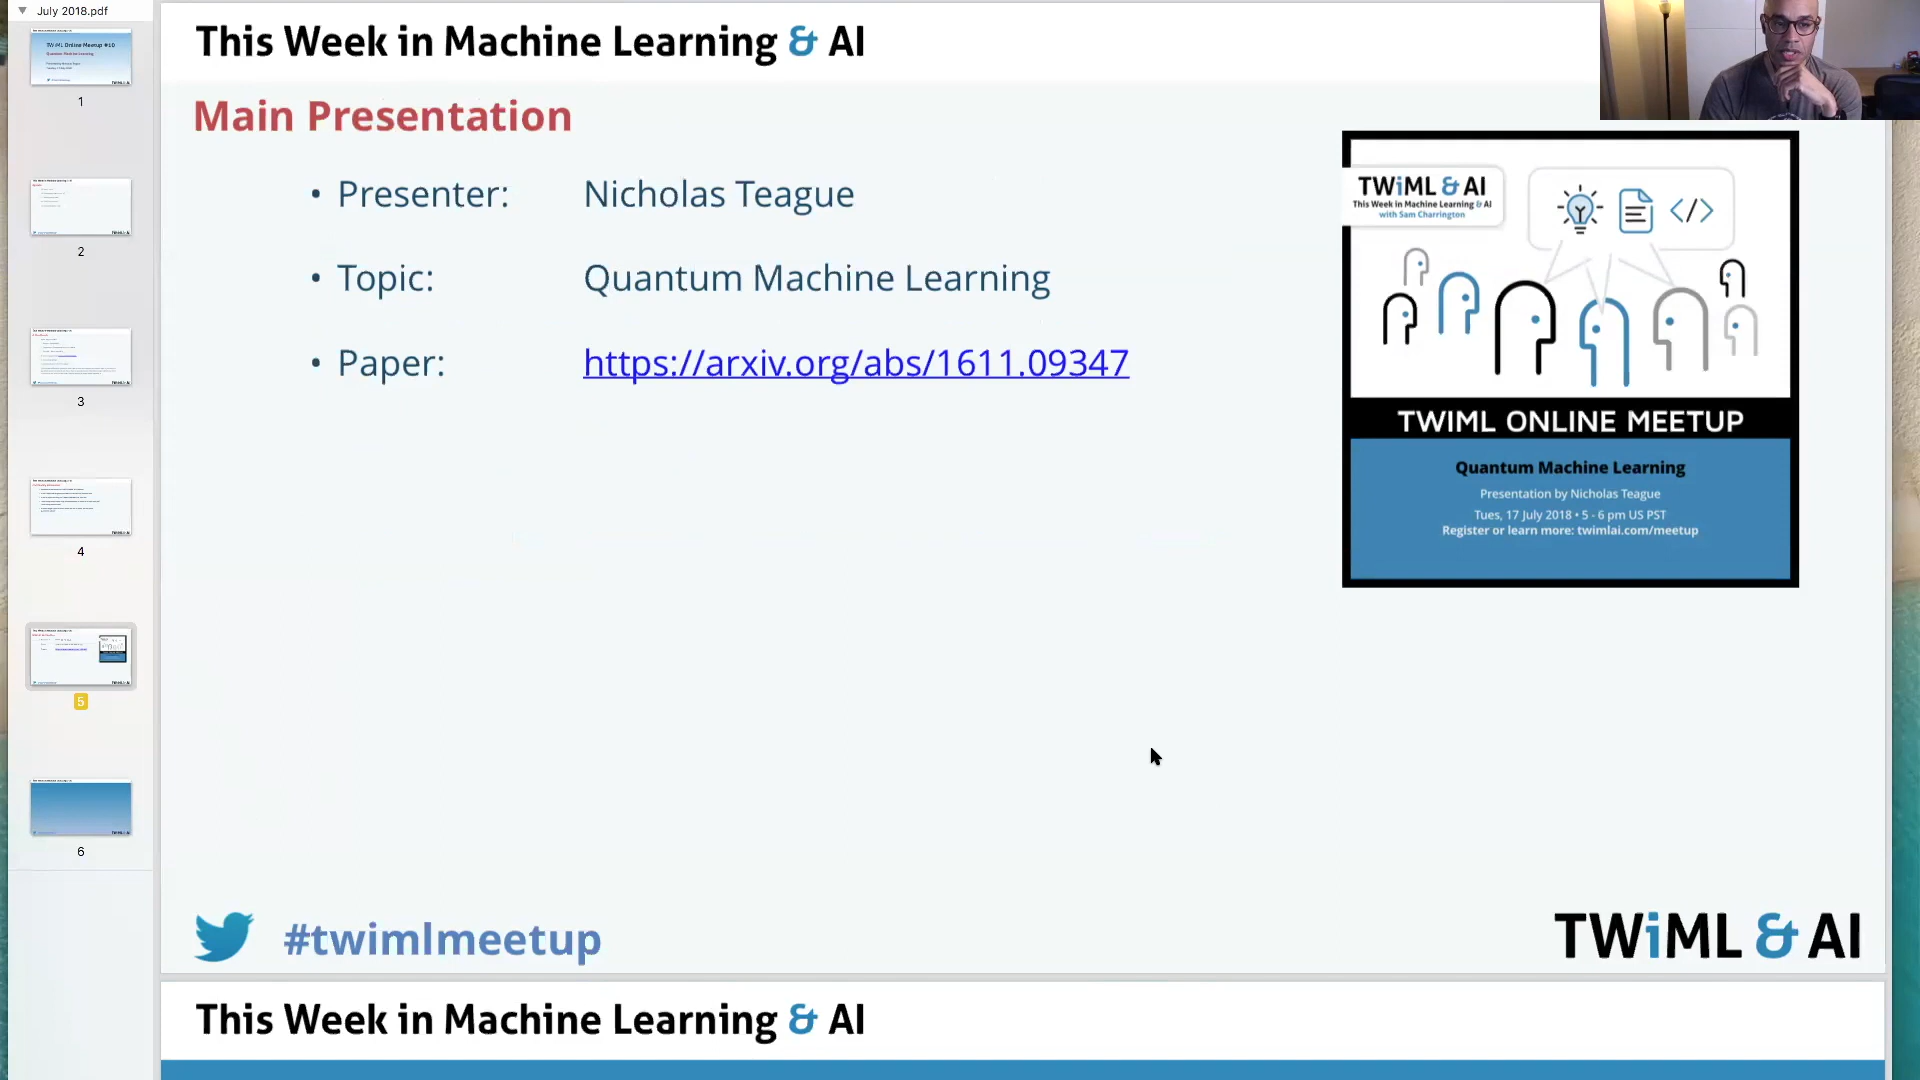 July 2018.pdf
1
2
3
4
5
6
This Week in Machine Learning & AI
Main Presentation
• Presenter: Nicholas Teague
• Topic: Quantum Machine Learning
• Paper: https://arxiv.org/abs/1611.09347
TWiML & AI
This Week in Machine Learning & AI
with Sam Charrington
</>
TWIML ONLINE MEETUP
Quantum Machine Learning
Presentation by Nicholas Teague
Tues, 17 July 2018 • 5 - 6 pm US PST
Register or learn more: twimlai.com/meetup
#twimlmeetup
TWiML & AI
This Week in Machine Learning & AI